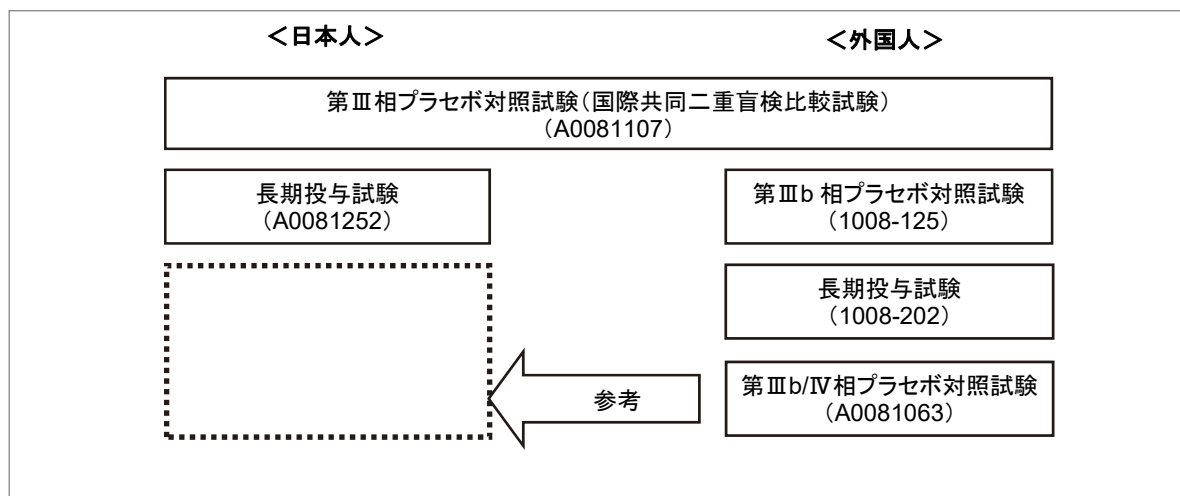 ＜日本人＞
＜外国人＞
第Ⅲ相プラセボ対照試験（国際共同二重盲検比較試験）
（A0081107）
長期投与試験
（A0081252）
第Ⅲb 相プラセボ対照試験
（1008-125）
長期投与試験
（1008-202）
参考
第Ⅲb/Ⅳ相プラセボ対照試験
（A0081063）